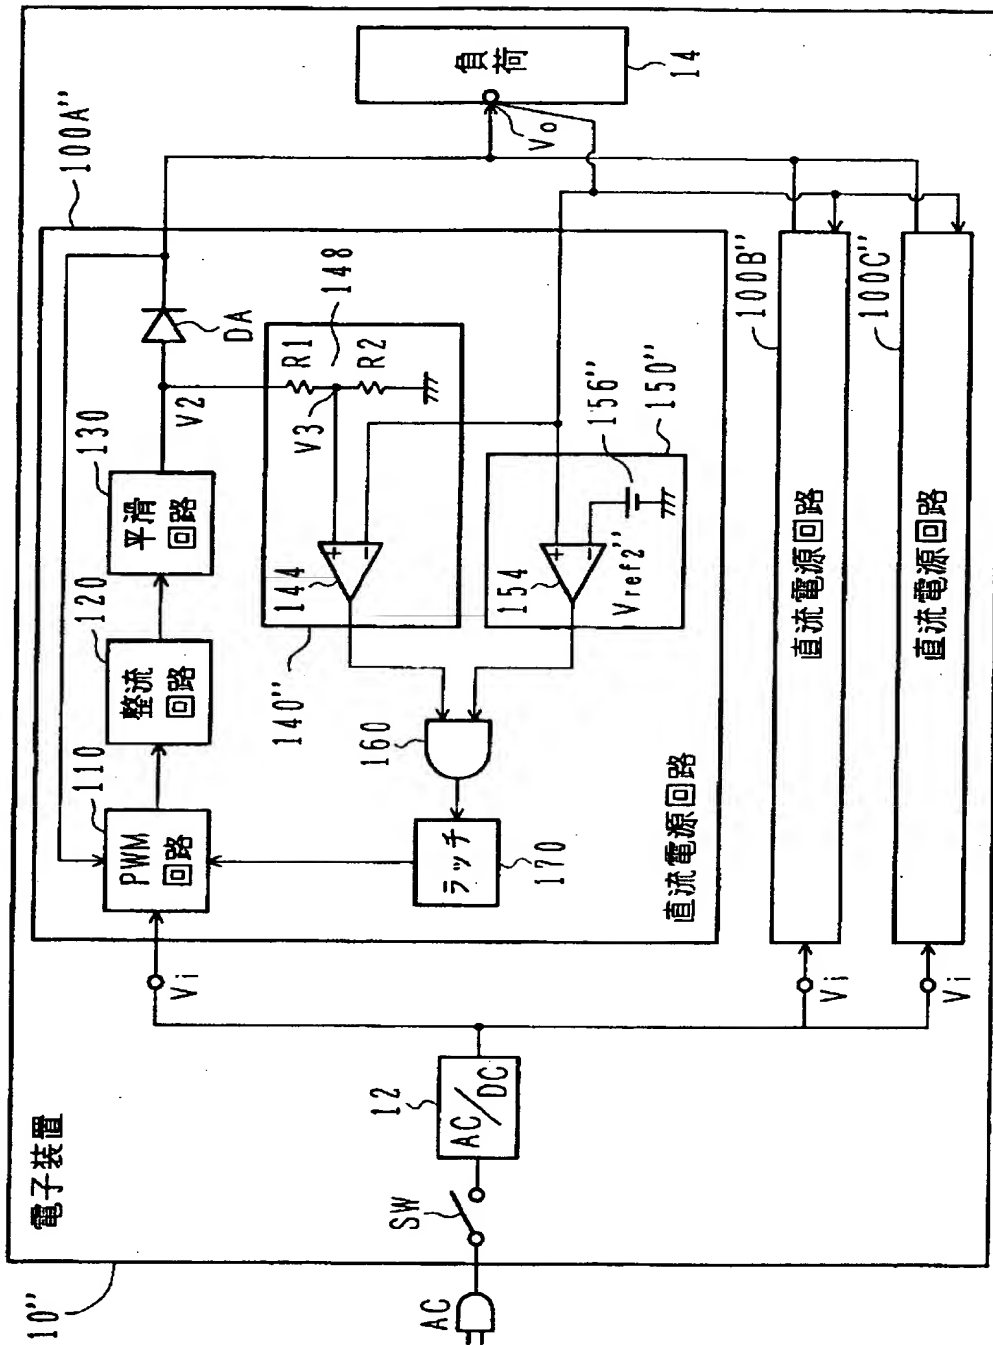 10"
電子装置
AC
SW
12
AC/DC
Vi
Vi
Vi
100A"
110
PWM
回路
120
整流
回路
130
平滑
回路
V2
DA
140"
144
+
-
V3
R1
R2
148
150"
154
+
-
Vref2"
156"
160
ラッチ
170
直流電源回路
100B"
直流電源回路
100C"
直流電源回路
Vo
負荷
14